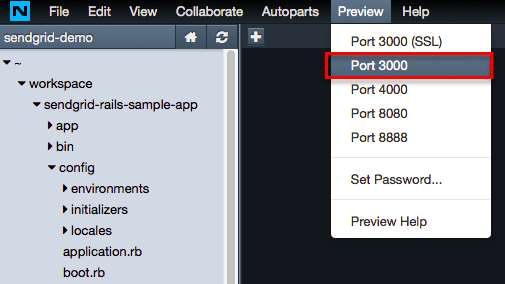 N File Edit View Collaborate Autoparts Preview Help
sendgrid-demo
~
workspace
sendgrid-rails-sample-app
app
bin
config
environments
initializers
locales
application.rb
boot.rb
Port 3000 (SSL)
Port 3000
Port 4000
Port 8080
Port 8888
Set Password...
Preview Help